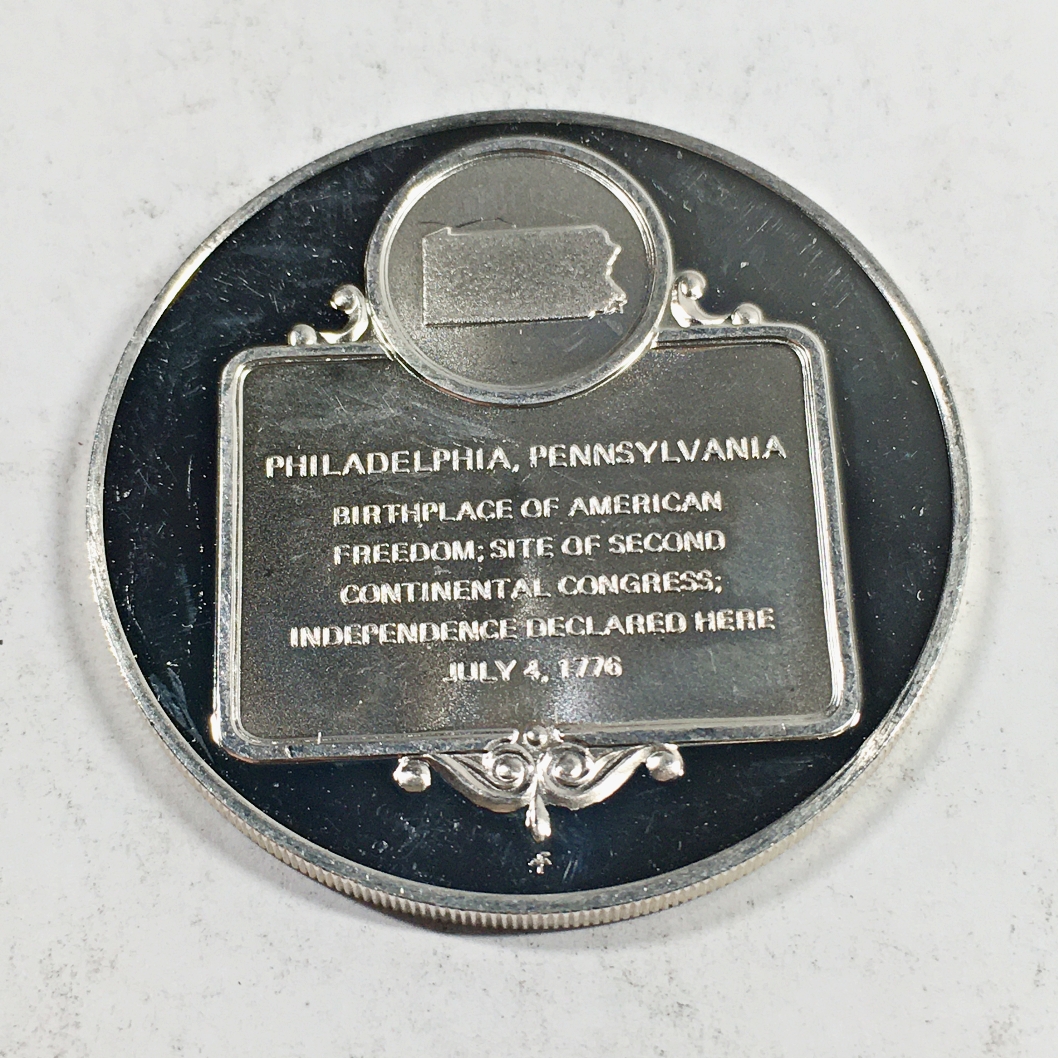 PHILADELPHIA, PENNSYLVANIA
BIRTHPLACE OF AMERICAN
FREEDOM; SITE OF SECOND
CONTINENTAL CONGRESS;
INDEPENDENCE DECLARED HERE
JULY 4, 1776